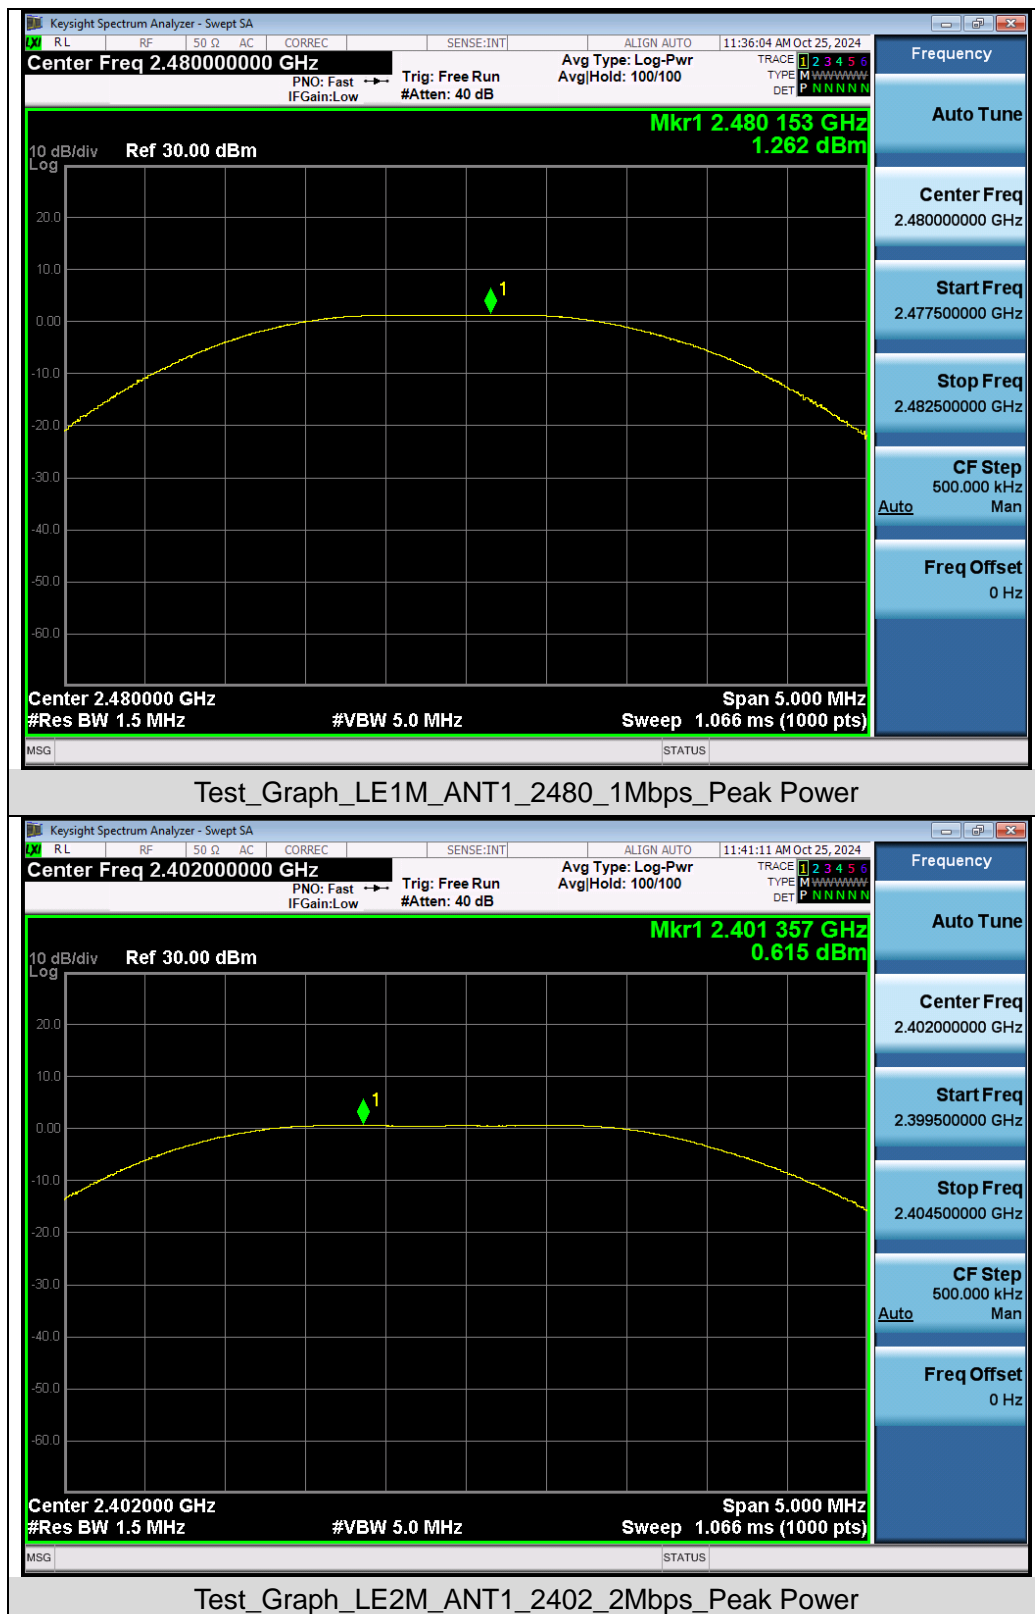 Keysight Spectrum Analyzer - Swept SA
LXI RL RF 50 Ω AC CORREC SENSE:INT ALIGN AUTO 11:36:04 AM Oct 25, 2024
Center Freq 2.480000000 GHz
PNO: Fast
IFGain:Low
Trig: Free Run
#Atten: 40 dB
Avg Type: Log-Pwr
Avg|Hold: 100/100
TRACE 1 2 3 4 5 6
TYPE M WWWWW
DET P N N N N N
Frequency
Mkr1 2.480 153 GHz
1.262 dBm
10 dB/div Ref 30.00 dBm
Log
20.0
10.0
0.00
-10.0
-20.0
-30.0
-40.0
-50.0
-60.0
1
Center 2.480000 GHz
Span 5.000 MHz
#Res BW 1.5 MHz
#VBW 5.0 MHz
Sweep 1.066 ms (1000 pts)
Auto Tune
Center Freq
2.480000000 GHz
Start Freq
2.477500000 GHz
Stop Freq
2.482500000 GHz
CF Step
500.000 kHz
Auto Man
Freq Offset
0 Hz
MSG STATUS
Test_Graph_LE1M_ANT1_2480_1Mbps_Peak Power
Keysight Spectrum Analyzer - Swept SA
LXI RL RF 50 Ω AC CORREC SENSE:INT ALIGN AUTO 11:41:11 AM Oct 25, 2024
Center Freq 2.402000000 GHz
PNO: Fast
IFGain:Low
Trig: Free Run
#Atten: 40 dB
Avg Type: Log-Pwr
Avg|Hold: 100/100
TRACE 1 2 3 4 5 6
TYPE M WWWWW
DET P N N N N N
Frequency
Mkr1 2.401 357 GHz
0.615 dBm
10 dB/div Ref 30.00 dBm
Log
20.0
10.0
0.00
-10.0
-20.0
-30.0
-40.0
-50.0
-60.0
1
Center 2.402000 GHz
Span 5.000 MHz
#Res BW 1.5 MHz
#VBW 5.0 MHz
Sweep 1.066 ms (1000 pts)
Auto Tune
Center Freq
2.402000000 GHz
Start Freq
2.399500000 GHz
Stop Freq
2.404500000 GHz
CF Step
500.000 kHz
Auto Man
Freq Offset
0 Hz
MSG STATUS
Test_Graph_LE2M_ANT1_2402_2Mbps_Peak Power